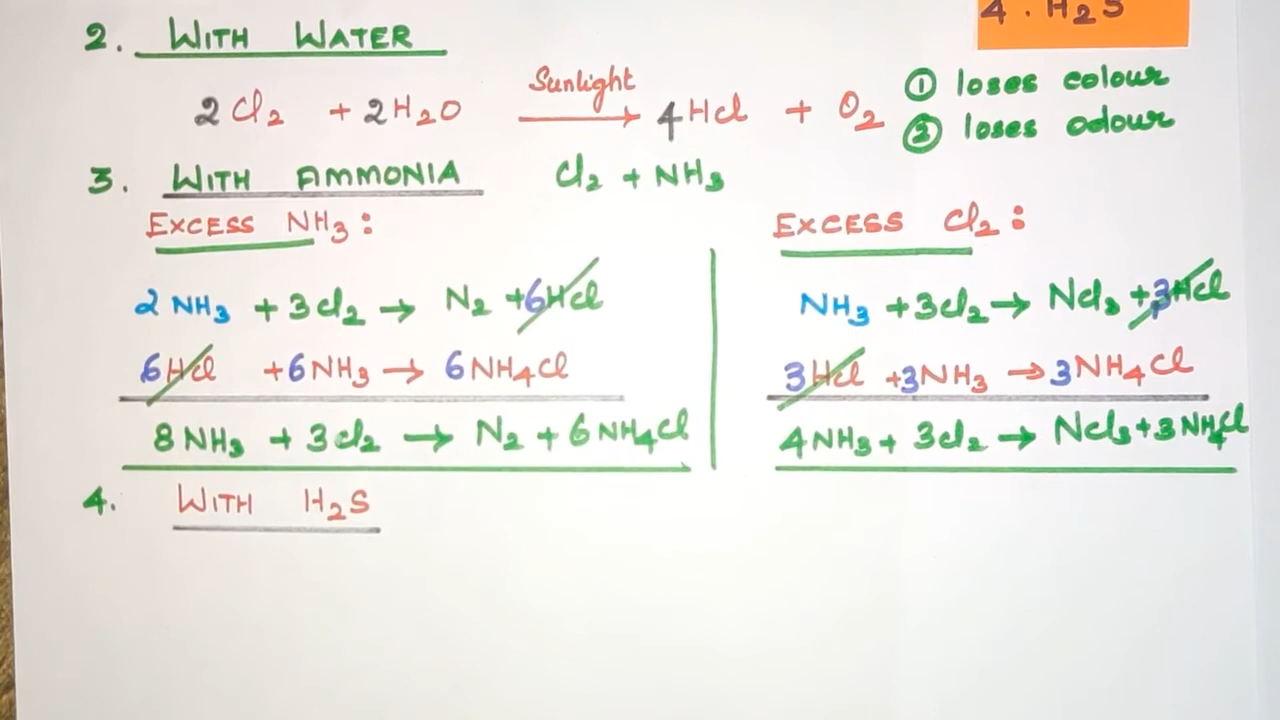 4. H2S
2. WITH WATER
2Cl2 + 2H2O Sunlight → 4HCl + O2
① loses colour
② loses odour
3. WITH AMMONIA Cl2 + NH3
EXCESS NH3:
2NH3 + 3Cl2 → N2 + 6HCl
6HCl + 6NH3 → 6NH4Cl
8NH3 + 3Cl2 → N2 + 6NH4Cl
EXCESS Cl2:
NH3 + 3Cl2 → NCl3 + 3HCl
3HCl + 3NH3 → 3NH4Cl
4NH3 + 3Cl2 → NCl3 + 3NH4Cl
4. WITH H2S